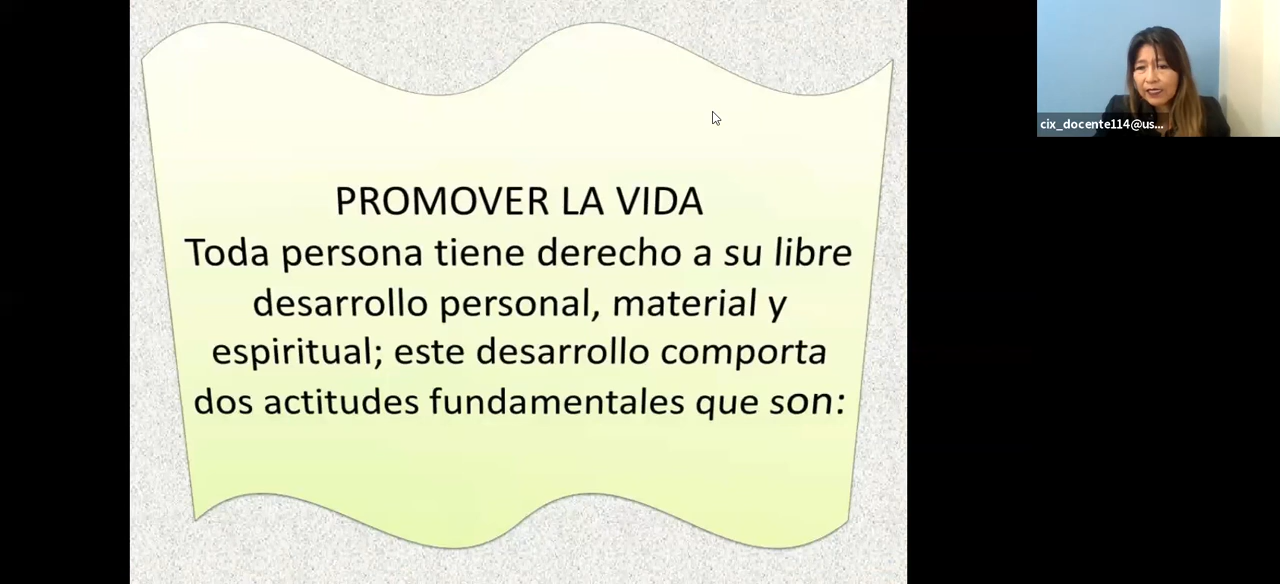 PROMOVER LA VIDA
Toda persona tiene derecho a su libre
desarrollo personal, material y
espiritual; este desarrollo comporta
dos actitudes fundamentales que son:
cix_docente114@us...